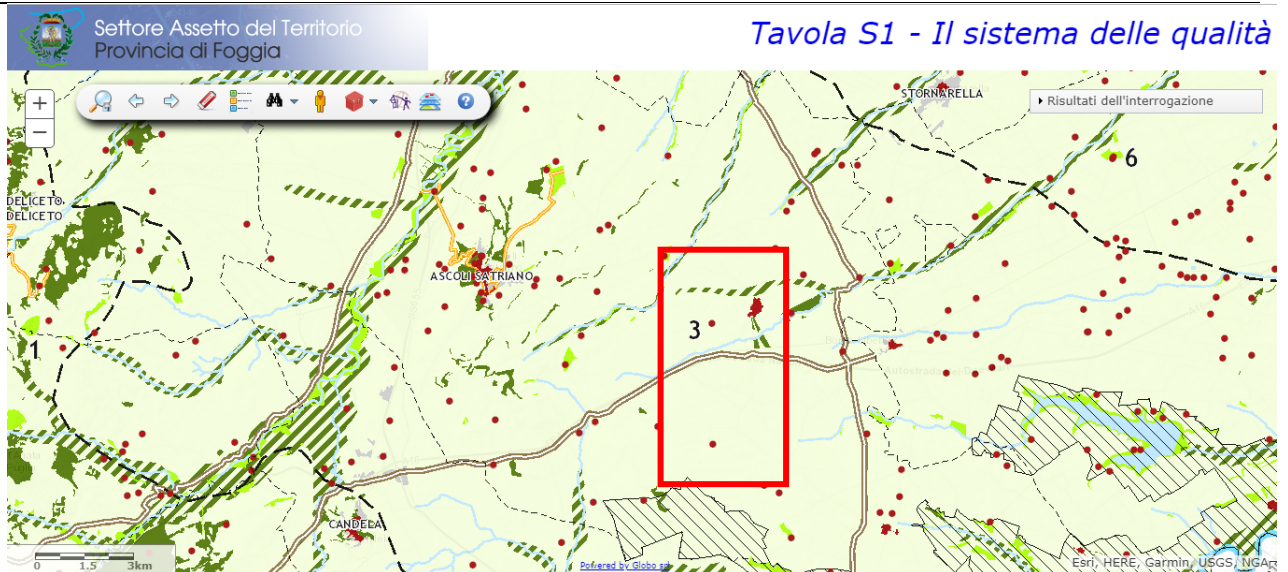 Settore Assetto del Territorio
Provincia di Foggia
Tavola S1 - Il sistema delle qualità
+
−
Risultati dell'interrogazione
STORNARELLA
6
DELICETO
DELICETO
ASCOLI SATRIANO
3
1
CANDELA
0 1.5 3km
Powered by Globo srl
Esri, HERE, Garmin, USGS, NGA